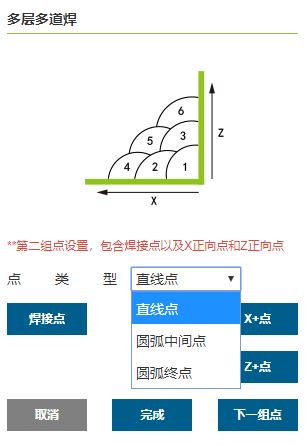 多层多道焊
6
5
3
4
2
1
Z
X
**第二组点设置，包含焊接点以及X正向点和Z正向点
点 类 型
直线点
直线点
圆弧中间点
圆弧终点
焊接点
X+点
Z+点
取消
完成
下一组点